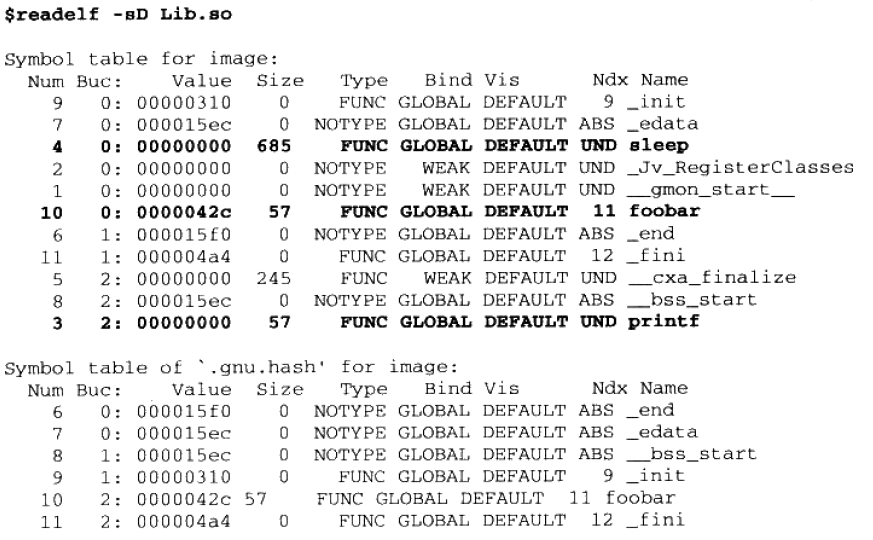 $readelf -sD Lib.so

Symbol table for image:
  Num Buc:    Value  Size   Type   Bind Vis      Ndx Name
    9   0: 00000310     0    FUNC GLOBAL DEFAULT   9 _init
    7   0: 000015ec     0  NOTYPE GLOBAL DEFAULT ABS _edata
    4   0: 00000000   685    FUNC GLOBAL DEFAULT UND sleep
    2   0: 00000000     0  NOTYPE   WEAK DEFAULT UND _Jv_RegisterClasses
    1   0: 00000000     0  NOTYPE   WEAK DEFAULT UND __gmon_start__
   10   0: 0000042c    57    FUNC GLOBAL DEFAULT  11 foobar
    6   1: 000015f0     0  NOTYPE GLOBAL DEFAULT ABS _end
   11   1: 000004a4     0    FUNC GLOBAL DEFAULT  12 _fini
    5   2: 00000000   245    FUNC   WEAK DEFAULT UND __cxa_finalize
    8   2: 000015ec     0  NOTYPE GLOBAL DEFAULT ABS __bss_start
    3   2: 00000000    57    FUNC GLOBAL DEFAULT UND printf

Symbol table of `.gnu.hash' for image:
  Num Buc:    Value  Size   Type   Bind Vis      Ndx Name
    6   0: 000015f0     0  NOTYPE GLOBAL DEFAULT ABS _end
    7   0: 000015ec     0  NOTYPE GLOBAL DEFAULT ABS _edata
    8   1: 000015ec     0  NOTYPE GLOBAL DEFAULT ABS __bss_start
    9   1: 00000310     0    FUNC GLOBAL DEFAULT   9 _init
   10   2: 0000042c 57    FUNC GLOBAL DEFAULT  11 foobar
   11   2: 000004a4     0    FUNC GLOBAL DEFAULT  12 _fini